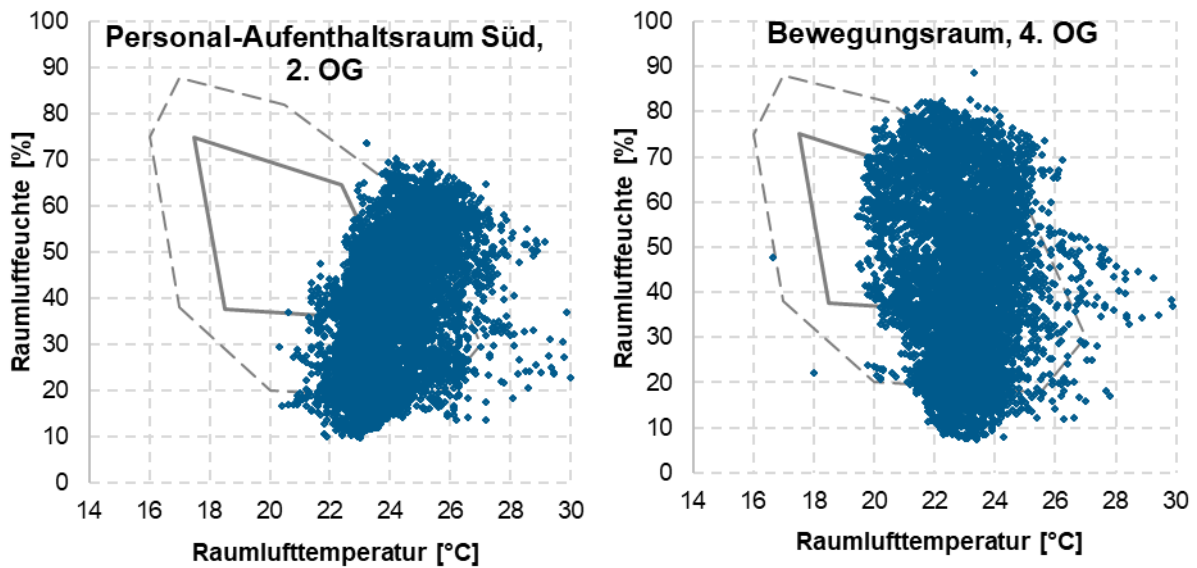 Personal-Aufenthaltsraum Süd,
2. OG
Raumluftfeuchte [%]
100
90
80
70
60
50
40
30
20
10
0
14 16 18 20 22 24 26 28 30
Raumlufttemperatur [°C]
Bewegungsraum, 4. OG
Raumluftfeuchte [%]
100
90
80
70
60
50
40
30
20
10
0
14 16 18 20 22 24 26 28 30
Raumlufttemperatur [°C]